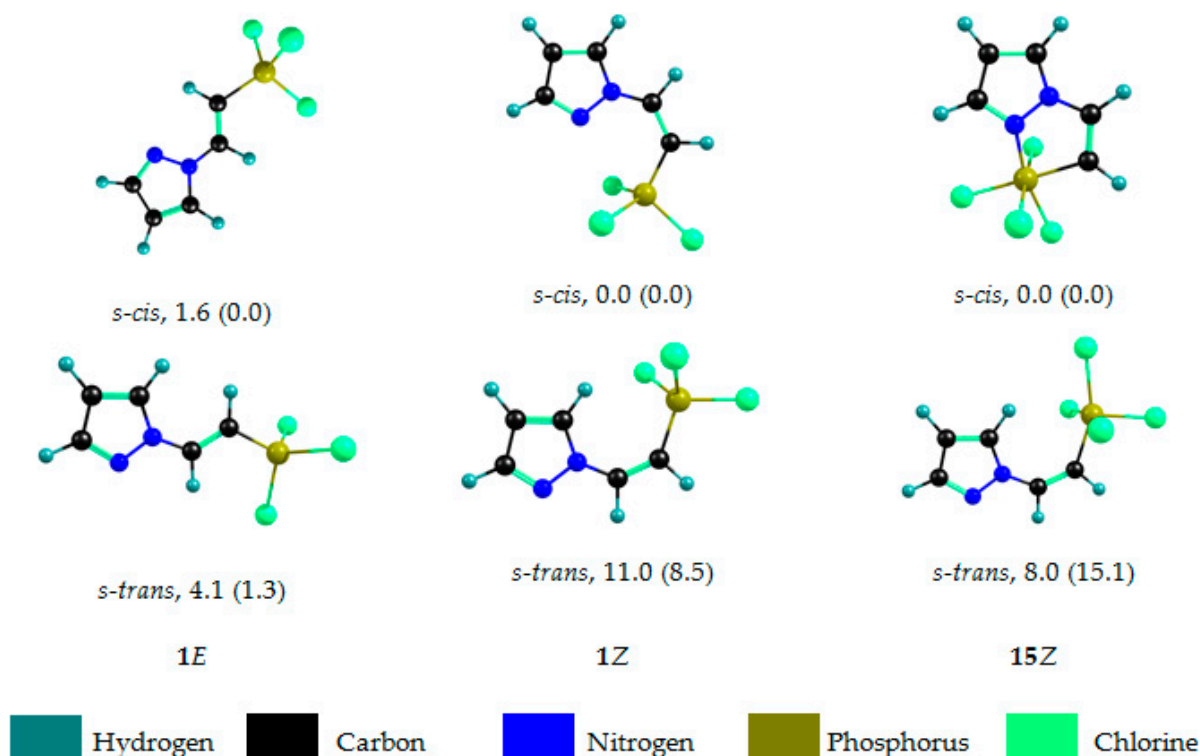 s-cis, 1.6 (0.0)
s-cis, 0.0 (0.0)
s-cis, 0.0 (0.0)
s-trans, 4.1 (1.3)
s-trans, 11.0 (8.5)
s-trans, 8.0 (15.1)
1E
1Z
15Z
Hydrogen
Carbon
Nitrogen
Phosphorus
Chlorine